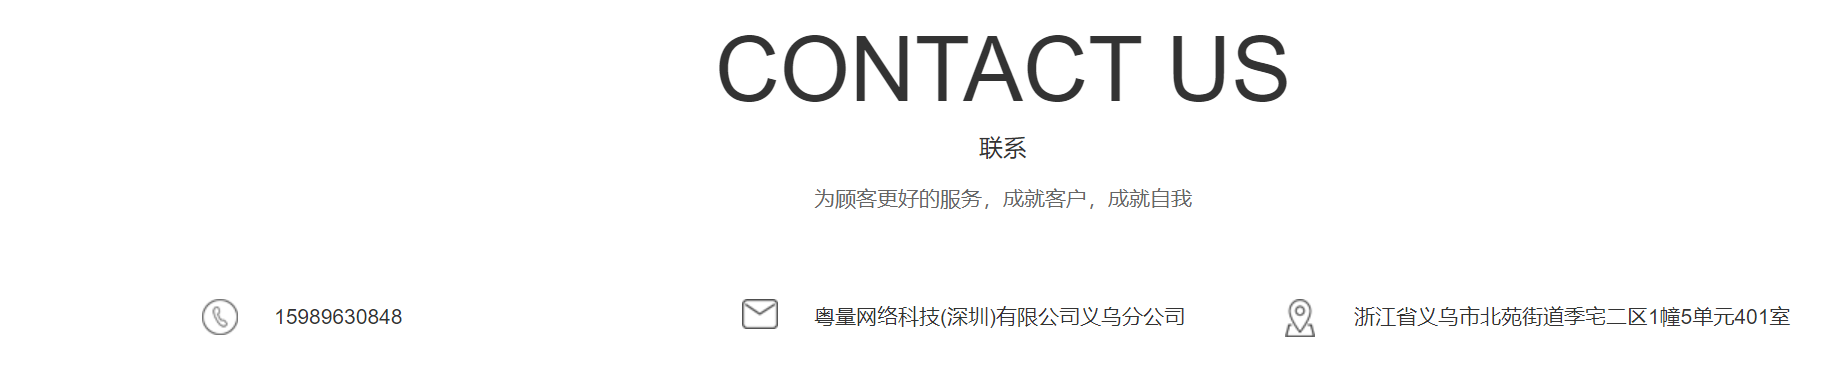 CONTACT US
联系
为顾客更好的服务，成就客户，成就自我
15989630848
粤量网络科技(深圳)有限公司义乌分公司
浙江省义乌市北苑街道季宅二区1幢5单元401室